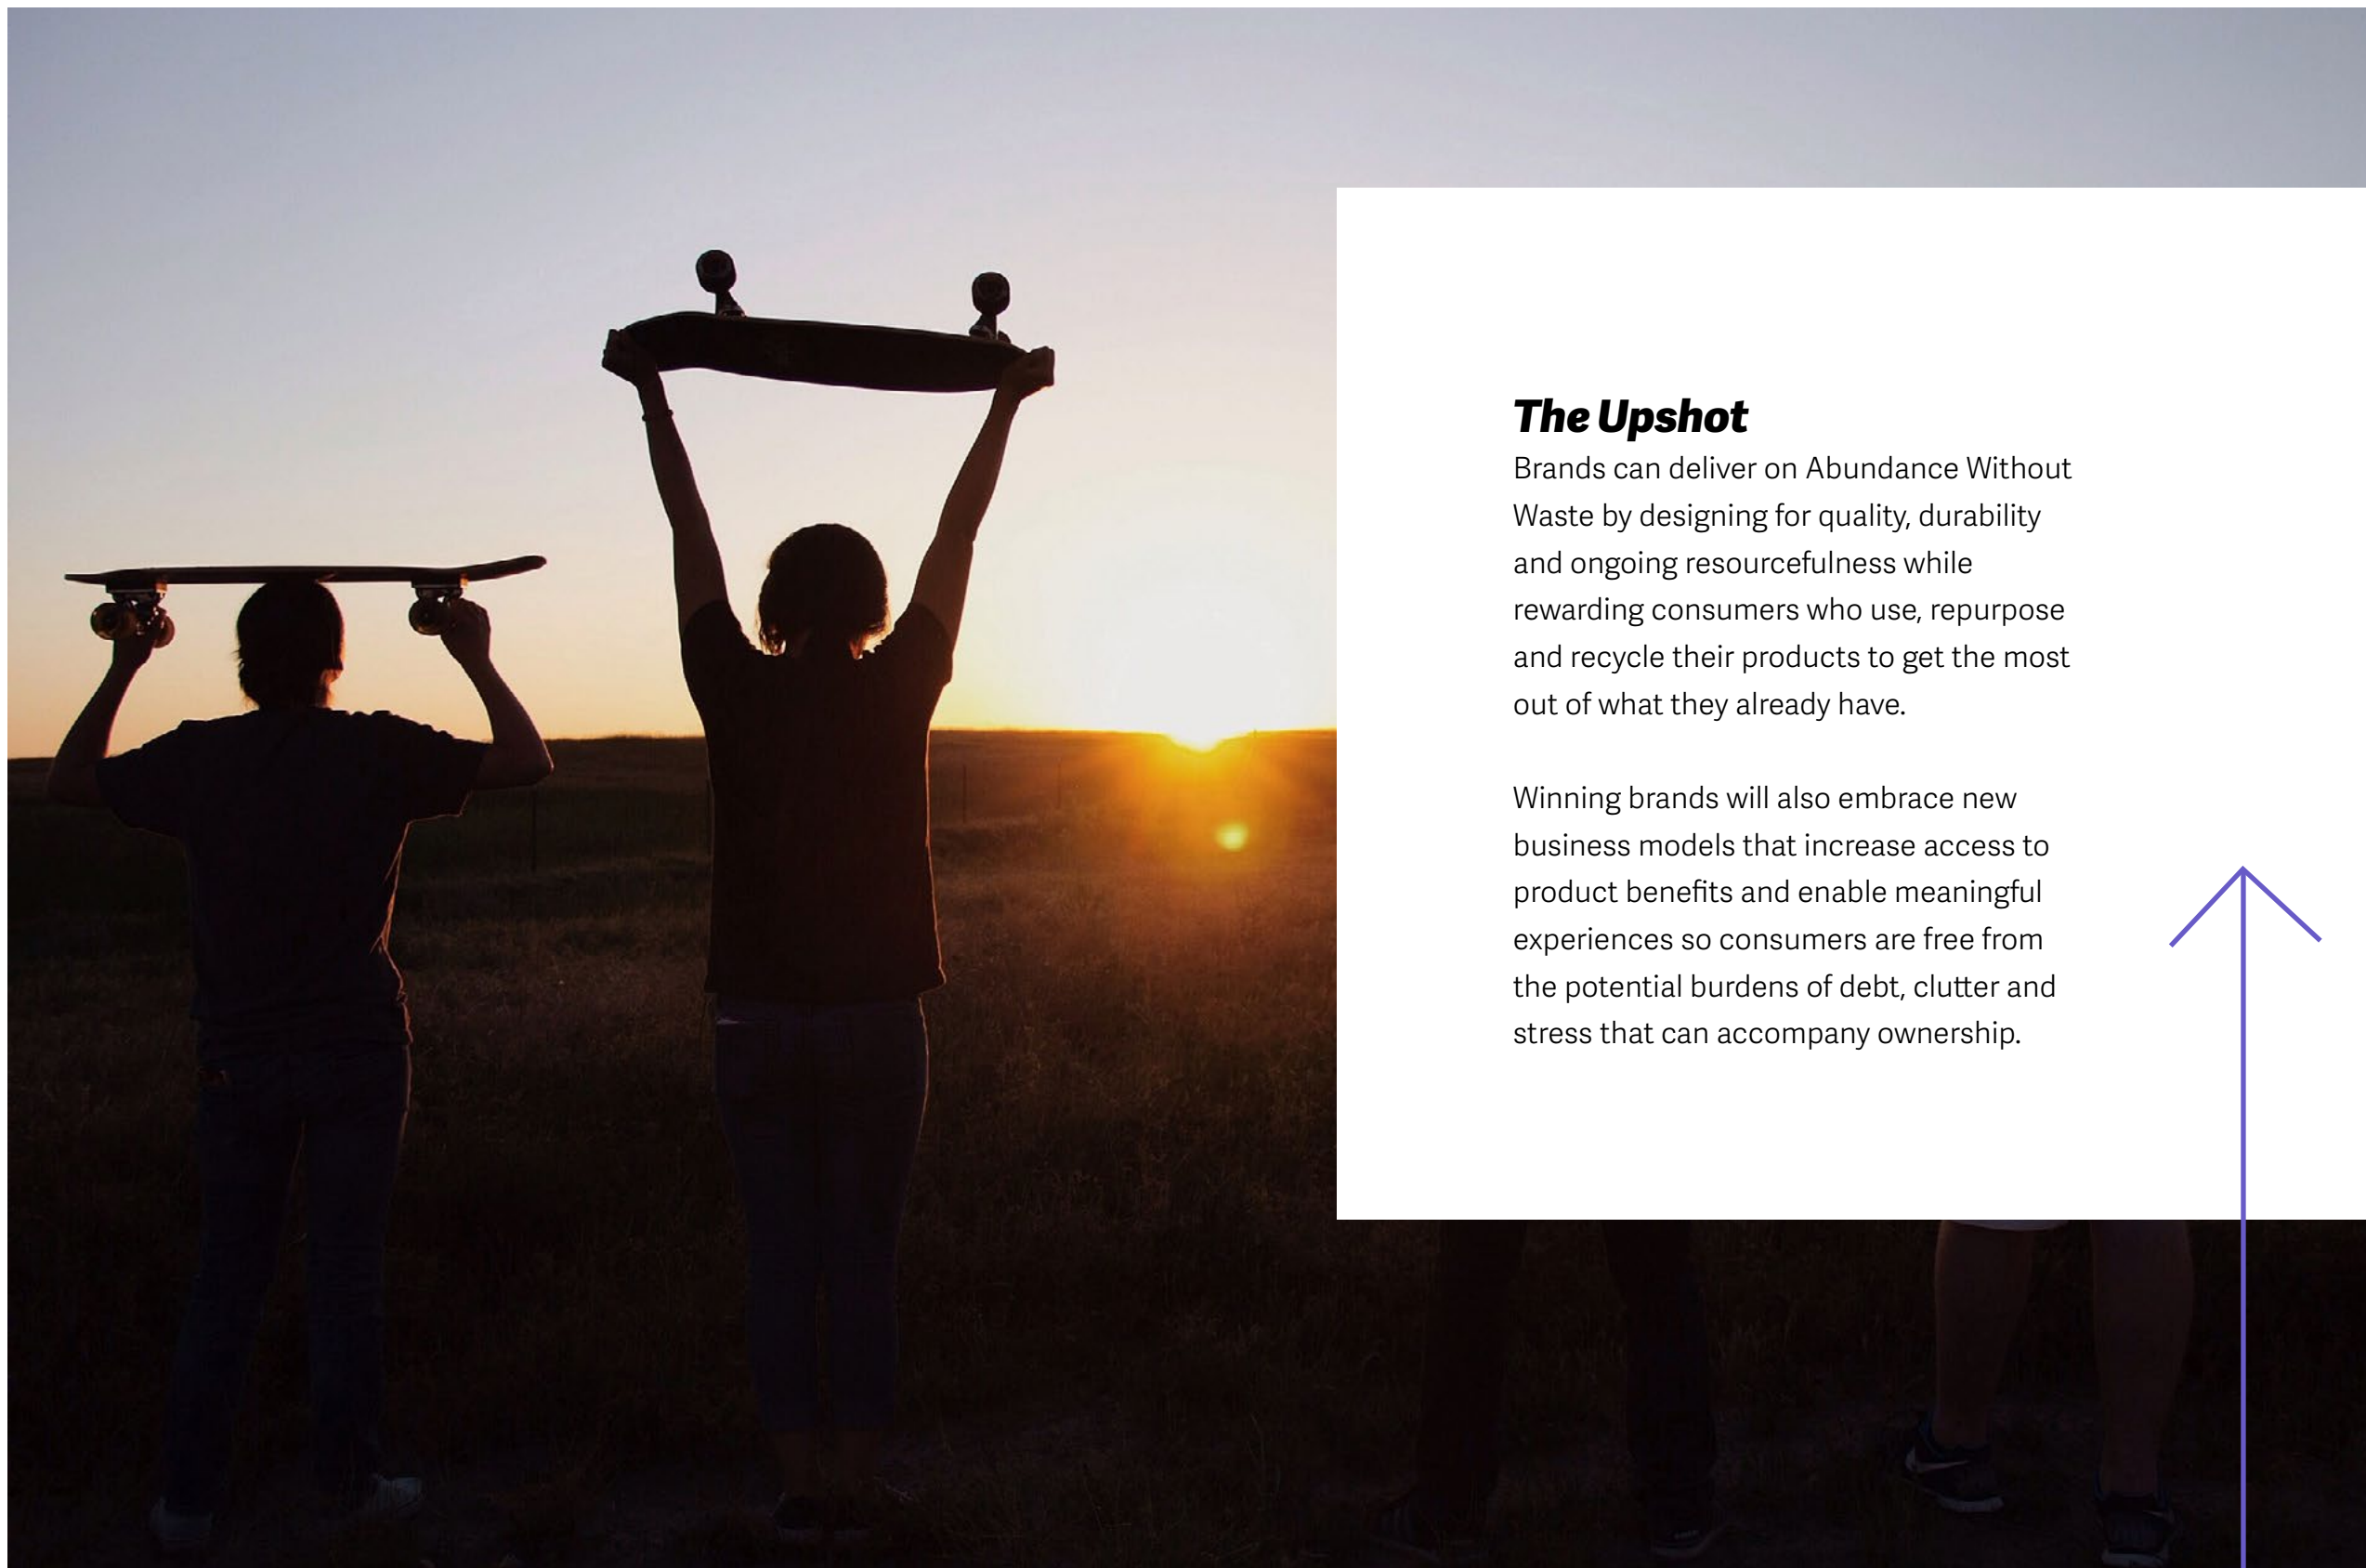 The Upshot
Brands can deliver on Abundance Without
Waste by designing for quality, durability
and ongoing resourcefulness while
rewarding consumers who use, repurpose
and recycle their products to get the most
out of what they already have.
Winning brands will also embrace new
business models that increase access to
product benefits and enable meaningful
experiences so consumers are free from
the potential burdens of debt, clutter and
stress that can accompany ownership.